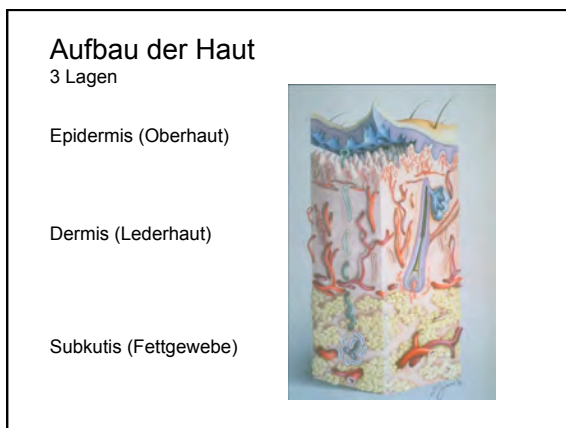 Aufbau der Haut
3 Lagen
Epidermis (Oberhaut)
Dermis (Lederhaut)
Subkutis (Fettgewebe)